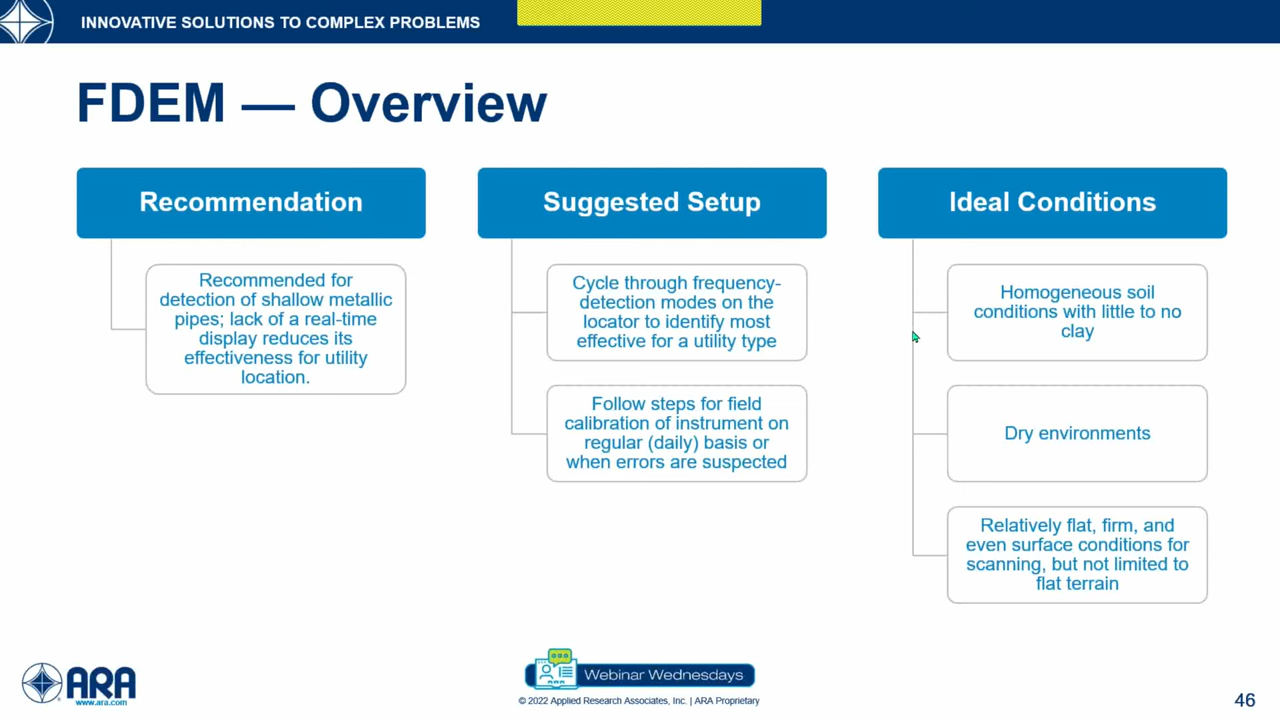 INNOVATIVE SOLUTIONS TO COMPLEX PROBLEMS
FDEM — Overview
Recommendation
Recommended for
detection of shallow metallic
pipes; lack of a real-time
display reduces its
effectiveness for utility
location.
Suggested Setup
Cycle through frequency-
detection modes on the
locator to identify most
effective for a utility type
Follow steps for field
calibration of instrument on
regular (daily) basis or
when errors are suspected
Ideal Conditions
Homogeneous soil
conditions with little to no
clay
Dry environments
Relatively flat, firm, and
even surface conditions for
scanning, but not limited to
flat terrain
ARA
www.ara.com
Webinar Wednesdays
© 2022 Applied Research Associates, Inc. | ARA Proprietary
46